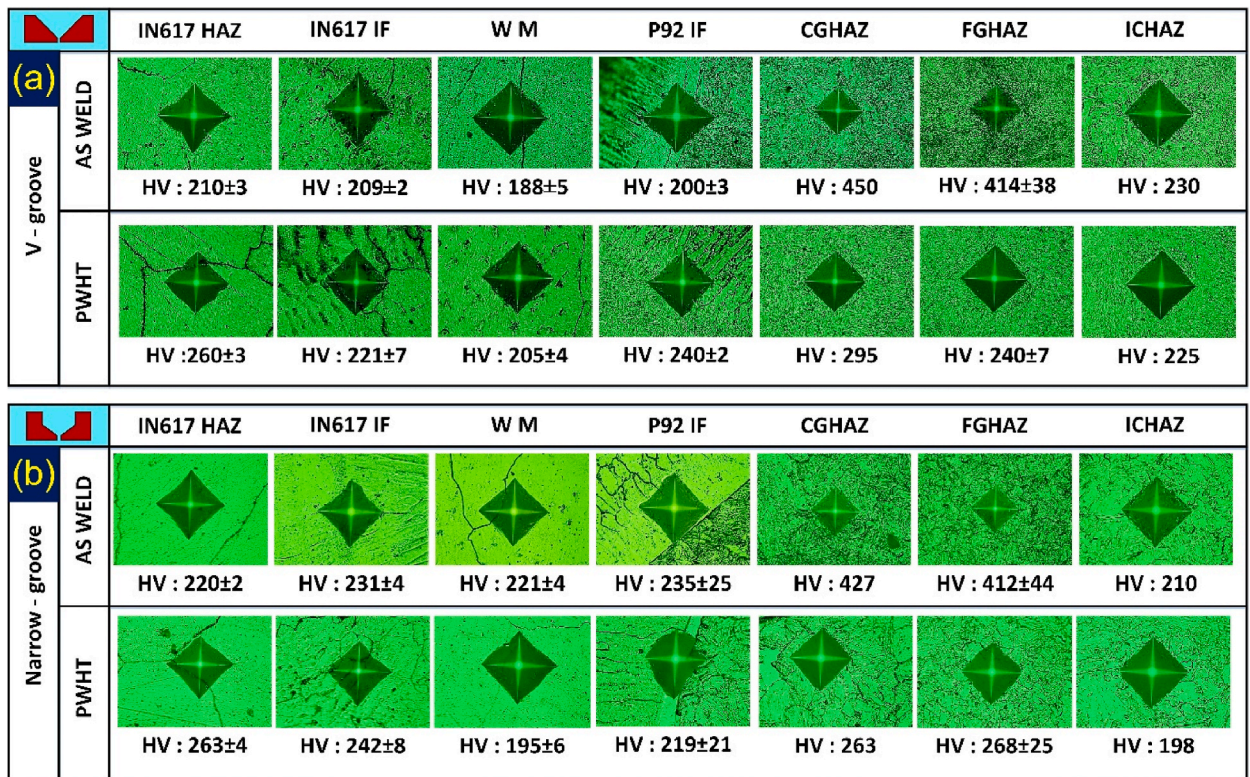 IN617 HAZ IN617 IF W M P92 IF CGHAZ FGHAZ ICHAZ
(a)
V - groove
AS WELD
HV : 210±3 HV : 209±2 HV : 188±5 HV : 200±3 HV : 450 HV : 414±38 HV : 230
PWHT
HV :260±3 HV : 221±7 HV : 205±4 HV : 240±2 HV : 295 HV : 240±7 HV : 225
IN617 HAZ IN617 IF W M P92 IF CGHAZ FGHAZ ICHAZ
(b)
Narrow - groove
AS WELD
HV : 220±2 HV : 231±4 HV : 221±4 HV : 235±25 HV : 427 HV : 412±44 HV : 210
PWHT
HV : 263±4 HV : 242±8 HV : 195±6 HV : 219±21 HV : 263 HV : 268±25 HV : 198